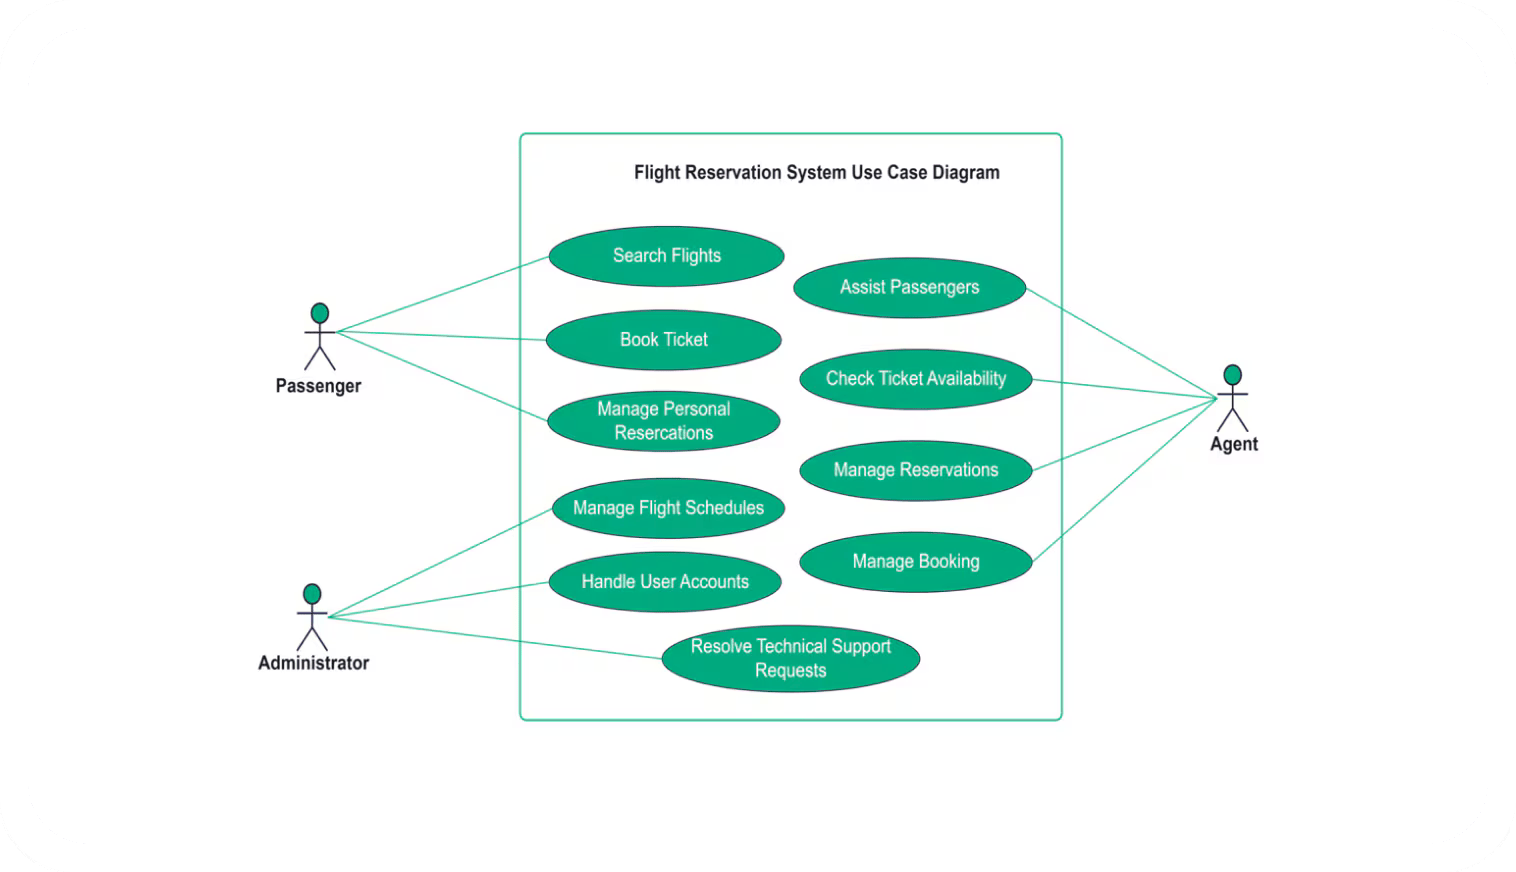 Flight Reservation System Use Case Diagram
Search Flights
Assist Passengers
Book Ticket
Check Ticket Availability
Passenger
Manage Personal
Resercations
Agent
Manage Reservations
Manage Flight Schedules
Manage Booking
Handle User Accounts
Resolve Technical Support
Requests
Administrator